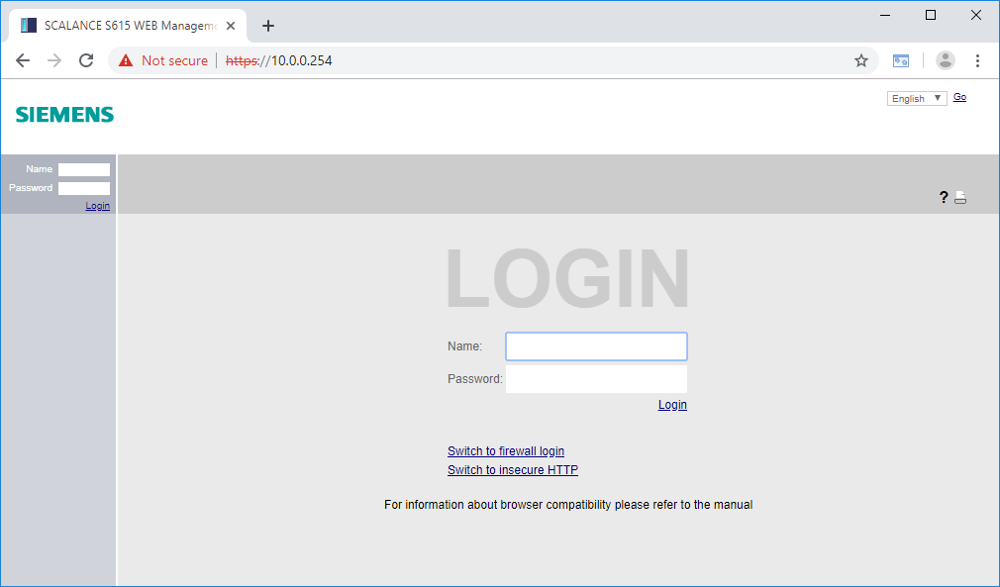 SCALANCE S615 WEB Manageme
Not secure https://10.0.0.254
SIEMENS
English Go
Name
Password
Login
?
LOGIN
Name:
Password:
Login
Switch to firewall login
Switch to insecure HTTP
For information about browser compatibility please refer to the manual